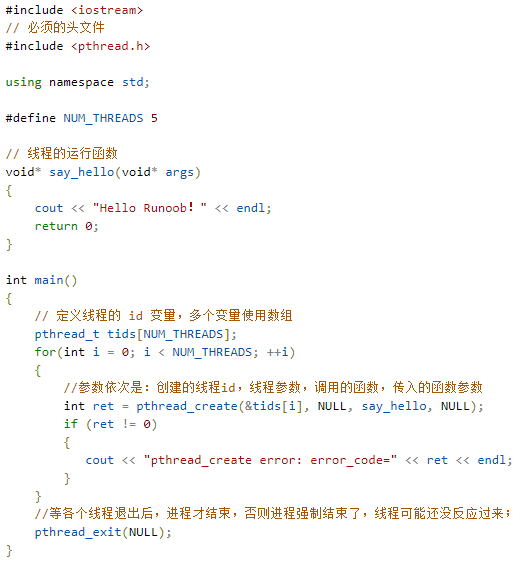 #include <iostream>
// 必须的头文件
#include <pthread.h>

using namespace std;

#define NUM_THREADS 5

// 线程的运行函数
void* say_hello(void* args)
{
    cout << "Hello Runoob！" << endl;
    return 0;
}

int main()
{
    // 定义线程的 id 变量，多个变量使用数组
    pthread_t tids[NUM_THREADS];
    for(int i = 0; i < NUM_THREADS; ++i)
    {
        //参数依次是：创建的线程id，线程参数，调用的函数，传入的函数参数
        int ret = pthread_create(&tids[i], NULL, say_hello, NULL);
        if (ret != 0)
        {
           cout << "pthread_create error: error_code=" << ret << endl;
        }
    }
    //等各个线程退出后，进程才结束，否则进程强制结束了，线程可能还没反应过来；
    pthread_exit(NULL);
}